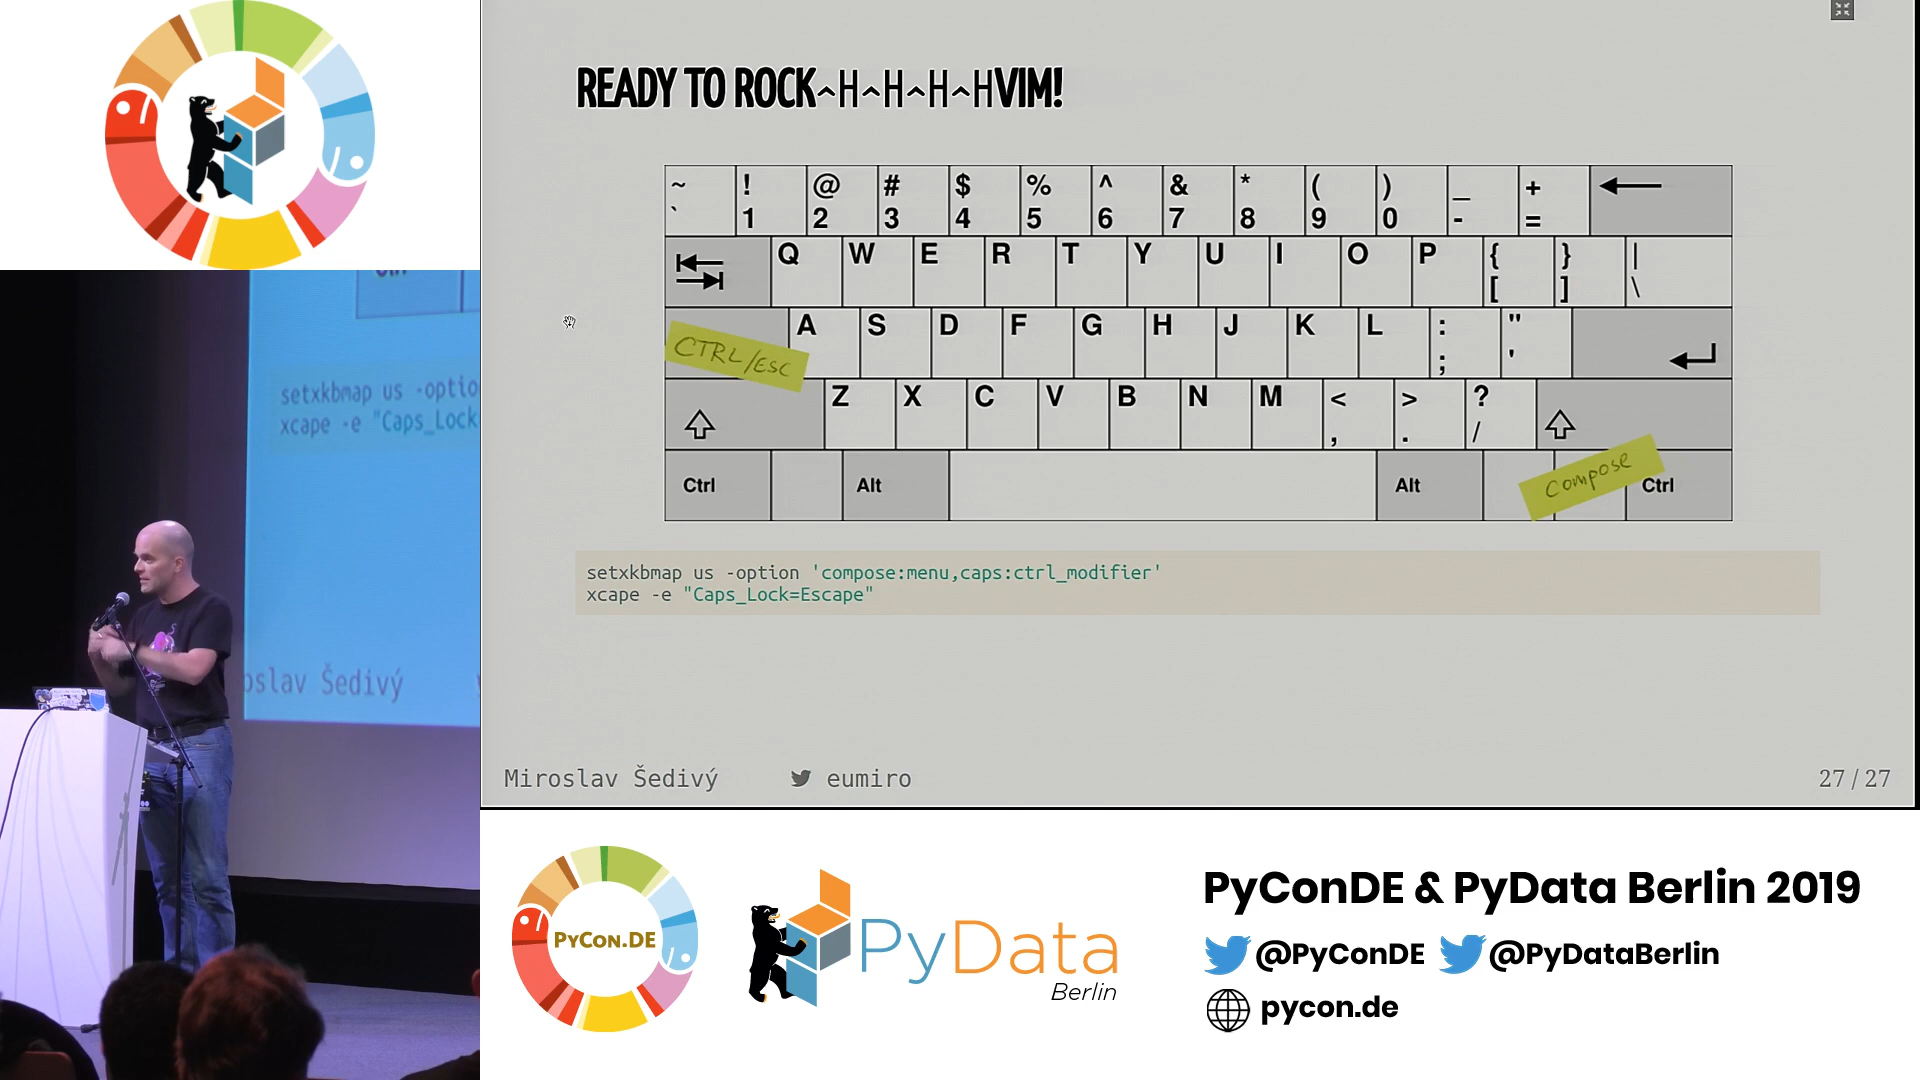 READY TO ROCK^H^H^H^HVIM!
~ ! @ # $ % ^ & * ( ) _ +
` 1 2 3 4 5 6 7 8 9 0 - =
Q W E R T Y U I O P { } |
[ ] \
A S D F G H J K L : "
; '
CTRL/ESC
Z X C V B N M < > ?
, . /
Ctrl Alt Alt Compose Ctrl
setxkbmap us -option 'compose:menu,caps:ctrl_modifier'
xcape -e "Caps_Lock=Escape"
Miroslav Šedivý eumiro 27 / 27
setxkbmap us -optio
xcape -e "Caps_Lock
oslav Šedivý
PYCON.DE
PyData
Berlin
PyConDE & PyData Berlin 2019
@PyConDE @PyDataBerlin
pycon.de